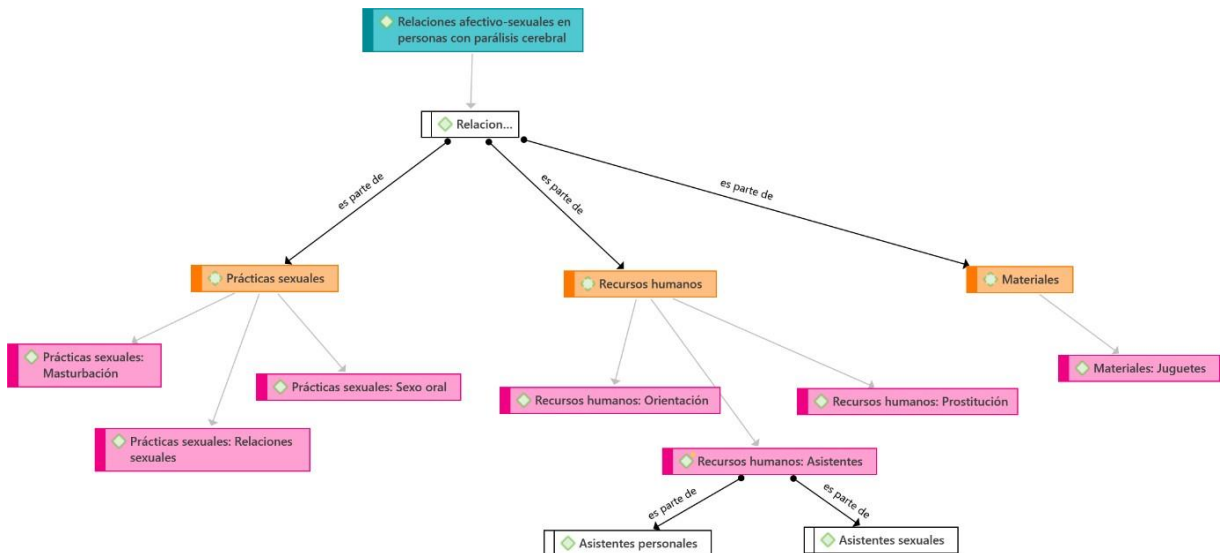 Relaciones afectivo-sexuales en
personas con parálisis cerebral
Relacion...
es parte de
es parte de
es parte de
Prácticas sexuales
Recursos humanos
Materiales
Prácticas sexuales:
Masturbación
Prácticas sexuales: Sexo oral
Prácticas sexuales: Relaciones
sexuales
Recursos humanos: Orientación
Recursos humanos: Prostitución
Materiales: Juguetes
Recursos humanos: Asistentes
es parte de
es parte de
Asistentes personales
Asistentes sexuales